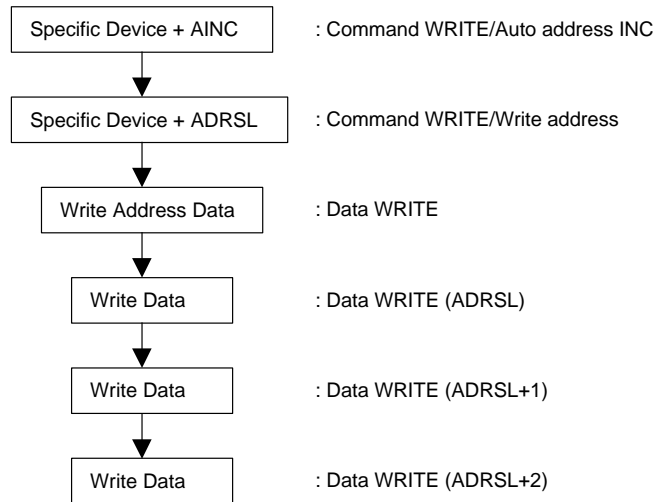 Specific Device + AINC : Command WRITE/Auto address INC
Specific Device + ADRSL : Command WRITE/Write address
Write Address Data : Data WRITE
Write Data : Data WRITE (ADRSL)
Write Data : Data WRITE (ADRSL+1)
Write Data : Data WRITE (ADRSL+2)